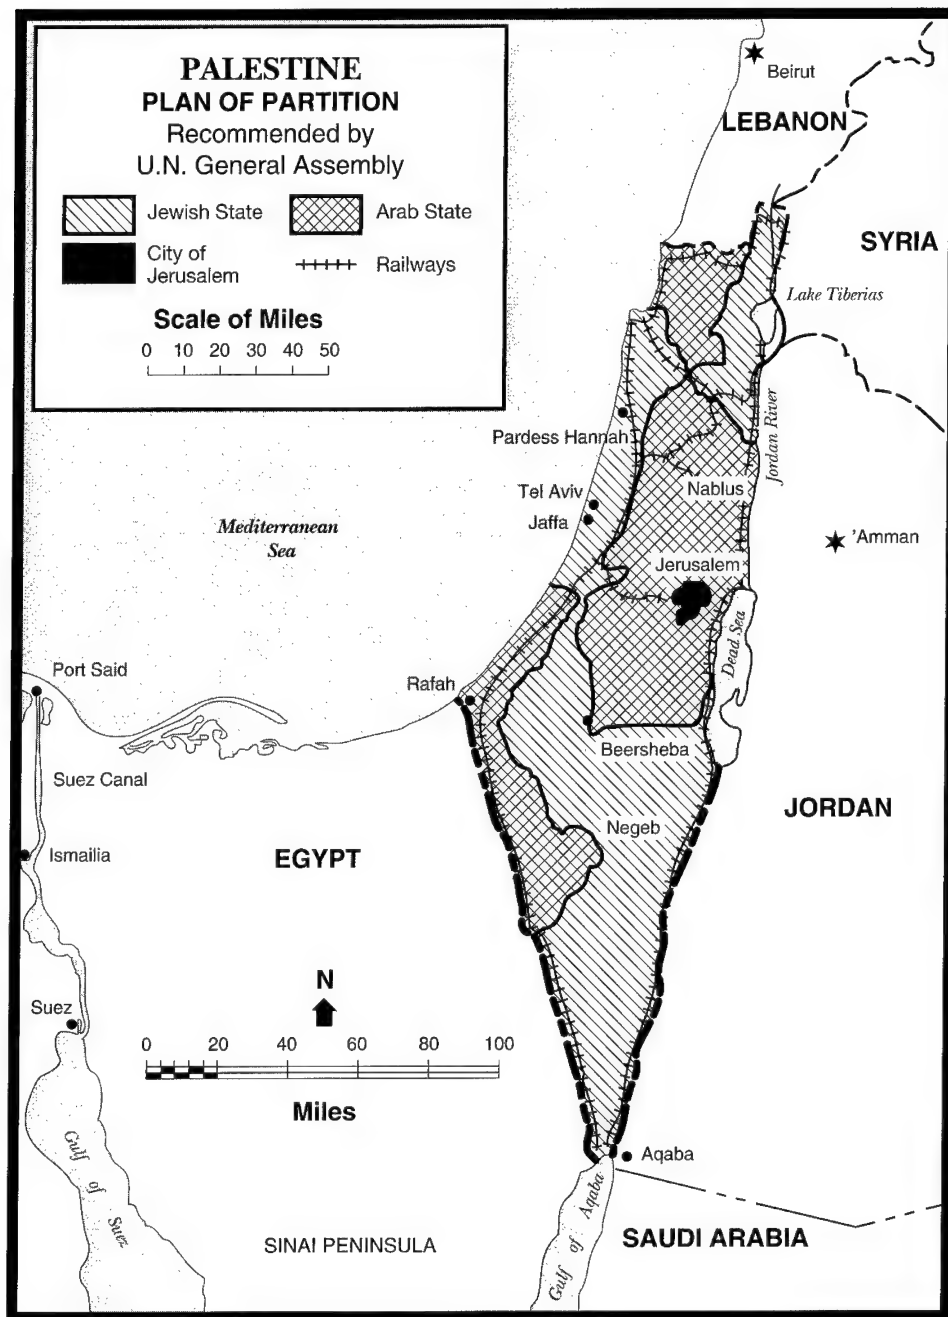 PALESTINE
PLAN OF PARTITION
Recommended by
U.N. General Assembly
Jewish State
Arab State
City of
Jerusalem
Railways
Scale of Miles
0 10 20 30 40 50
Beirut
LEBANON
SYRIA
Lake Tiberias
Pardess Hannah
Jordan River
Tel Aviv
Nablus
Jaffa
Mediterranean
Sea
'Amman
Jerusalem
Dead Sea
Port Said
Rafah
Beersheba
Suez Canal
JORDAN
Negeb
Ismailia
EGYPT
N
Suez
0 20 40 60 80 100
Miles
Gulf of Suez
Aqaba
Gulf of Aqaba
SINAI PENINSULA
SAUDI ARABIA